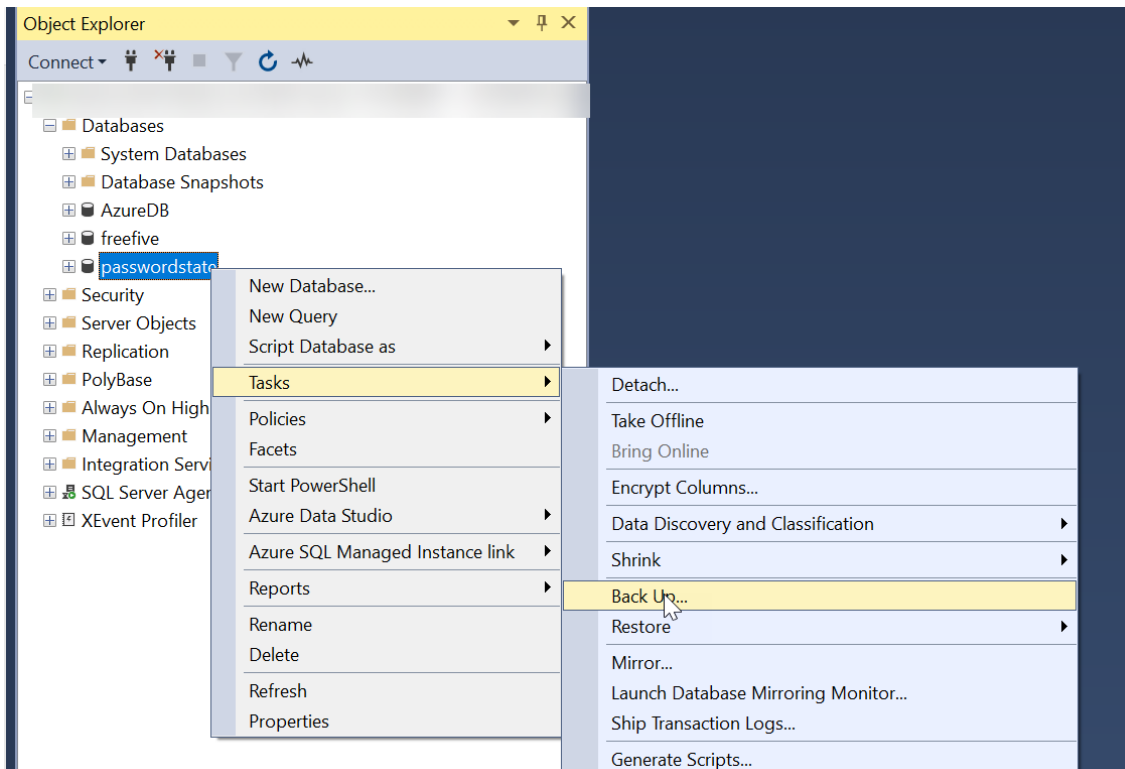 Object Explorer
Connect
Databases
System Databases
Database Snapshots
AzureDB
freefive
passwordstate
Security
Server Objects
Replication
PolyBase
Always On High
Management
Integration Servi
SQL Server Ager
XEvent Profiler
New Database...
New Query
Script Database as
Tasks
Policies
Facets
Start PowerShell
Azure Data Studio
Azure SQL Managed Instance link
Reports
Rename
Delete
Refresh
Properties
Detach...
Take Offline
Bring Online
Encrypt Columns...
Data Discovery and Classification
Shrink
Back Up...
Restore
Mirror...
Launch Database Mirroring Monitor...
Ship Transaction Logs...
Generate Scripts...